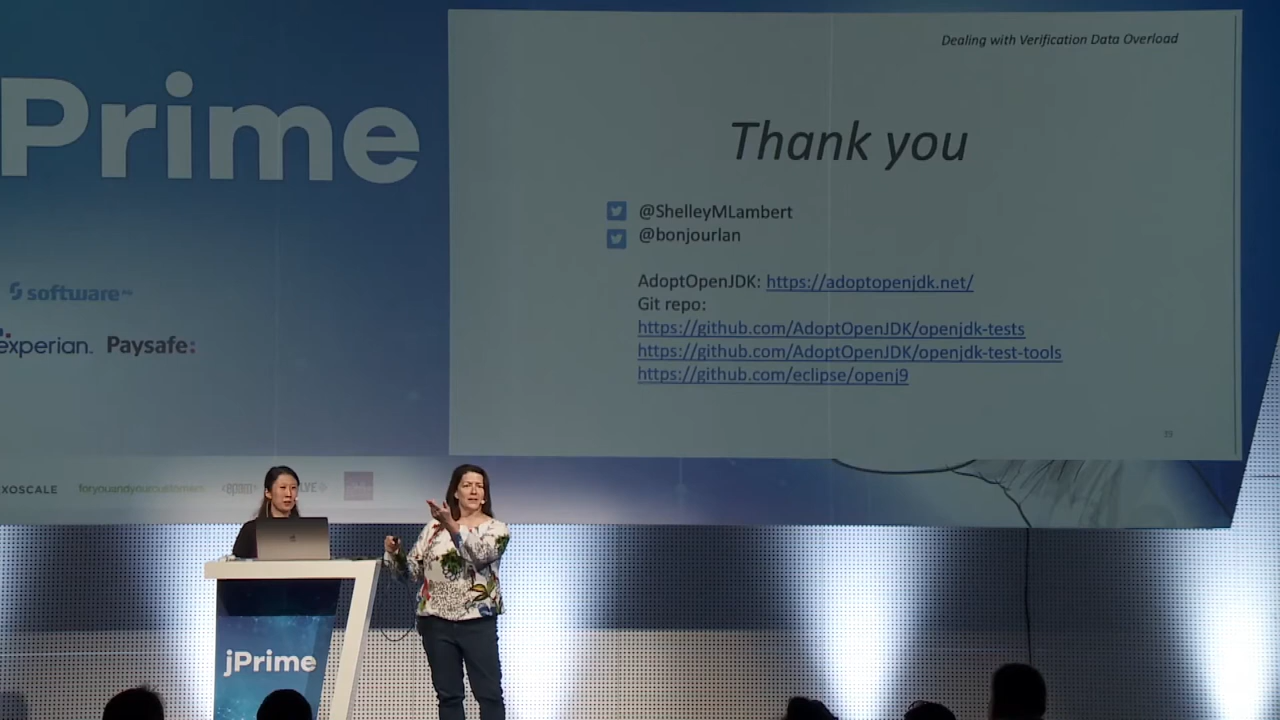 Dealing with Verification Data Overload
Prime
Thank you
@ShelleyMLambert
@bonjourlan
AdoptOpenJDK: https://adoptopenjdk.net/
Git repo:
https://github.com/AdoptOpenJDK/openjdk-tests
https://github.com/AdoptOpenJDK/openjdk-test-tools
https://github.com/eclipse/openj9
software AG
experian. Paysafe:
XOSCALE foryouandyourcustomers <epam>
jPrime